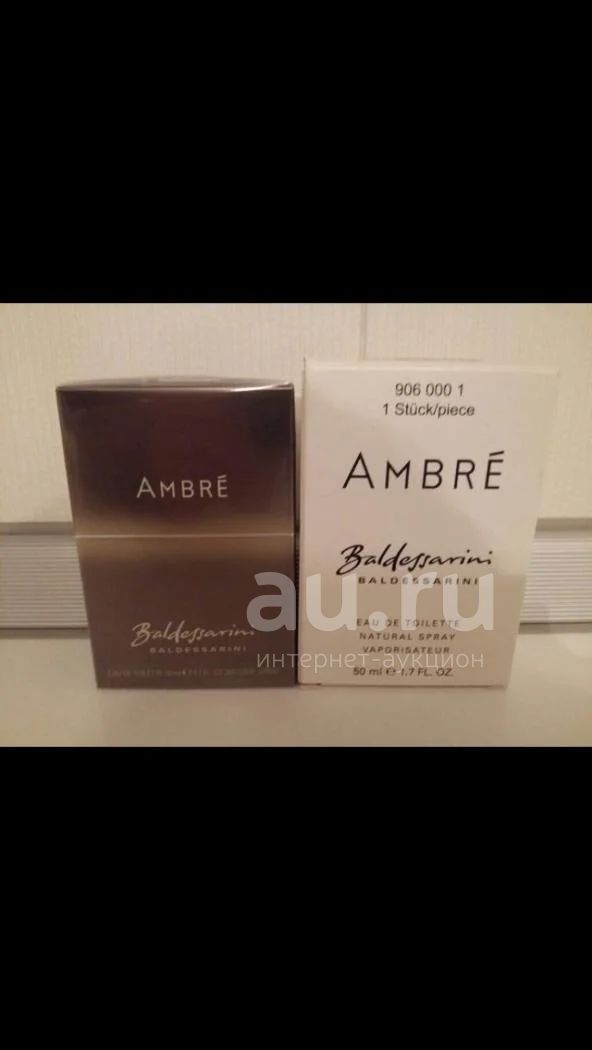 AMBRÉ
Baldessarini
BALDESSARINI
906 000 1
1 Stück/piece
AMBRÉ
Baldessarini
BALDESSARINI
EAU DE TOILETTE
NATURAL SPRAY
VAPORISATEUR
50 ml e 1.7 FL. OZ.
au.ru
интернет-аукцион